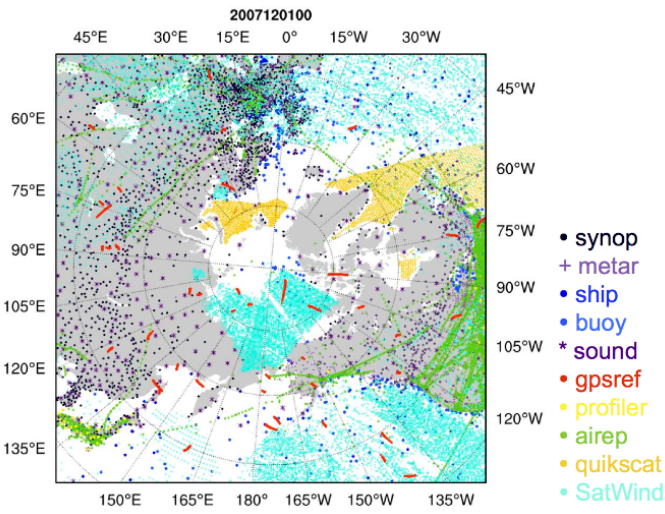 2007120100
45°E 30°E 15°E 0° 15°W 30°W
45°W
60°E
60°W
75°E
75°W
90°E
90°W
105°E
105°W
120°E
120°W
135°E
150°E 165°E 180° 165°W 150°W 135°W
• synop
+ metar
• ship
• buoy
* sound
• gpsref
• profiler
• airep
• quikscat
• SatWind